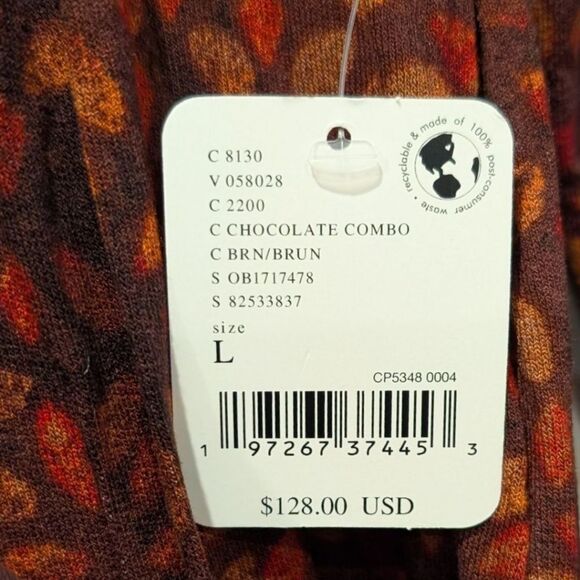 C 8130
V 058028
C 2200
C CHOCOLATE COMBO
C BRN/BRUN
S OB1717478
S 82533837
size
L
recyclable & made of 100% post-consumer waste •
CP5348 0004
1 97267 37445 3
$128.00 USD